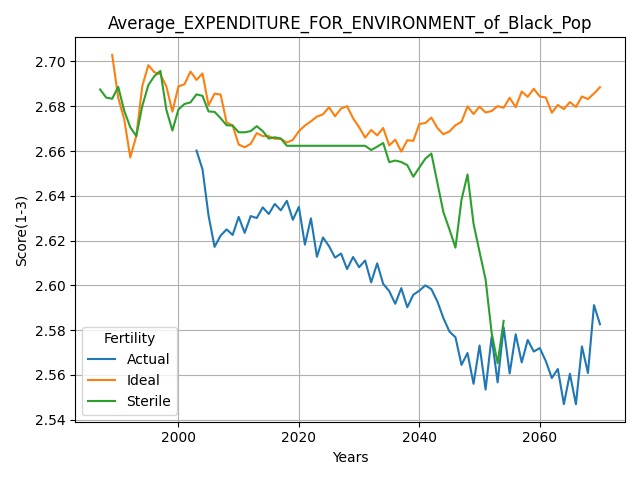 Average_EXPENDITURE_FOR_ENVIRONMENT_of_Black_Pop
2.70
2.68
2.66
2.64
2.62
2.60
2.58
2.56
2.54
Score(1-3)
Fertility
Actual
Ideal
Sterile
2000 2020 2040 2060
Years